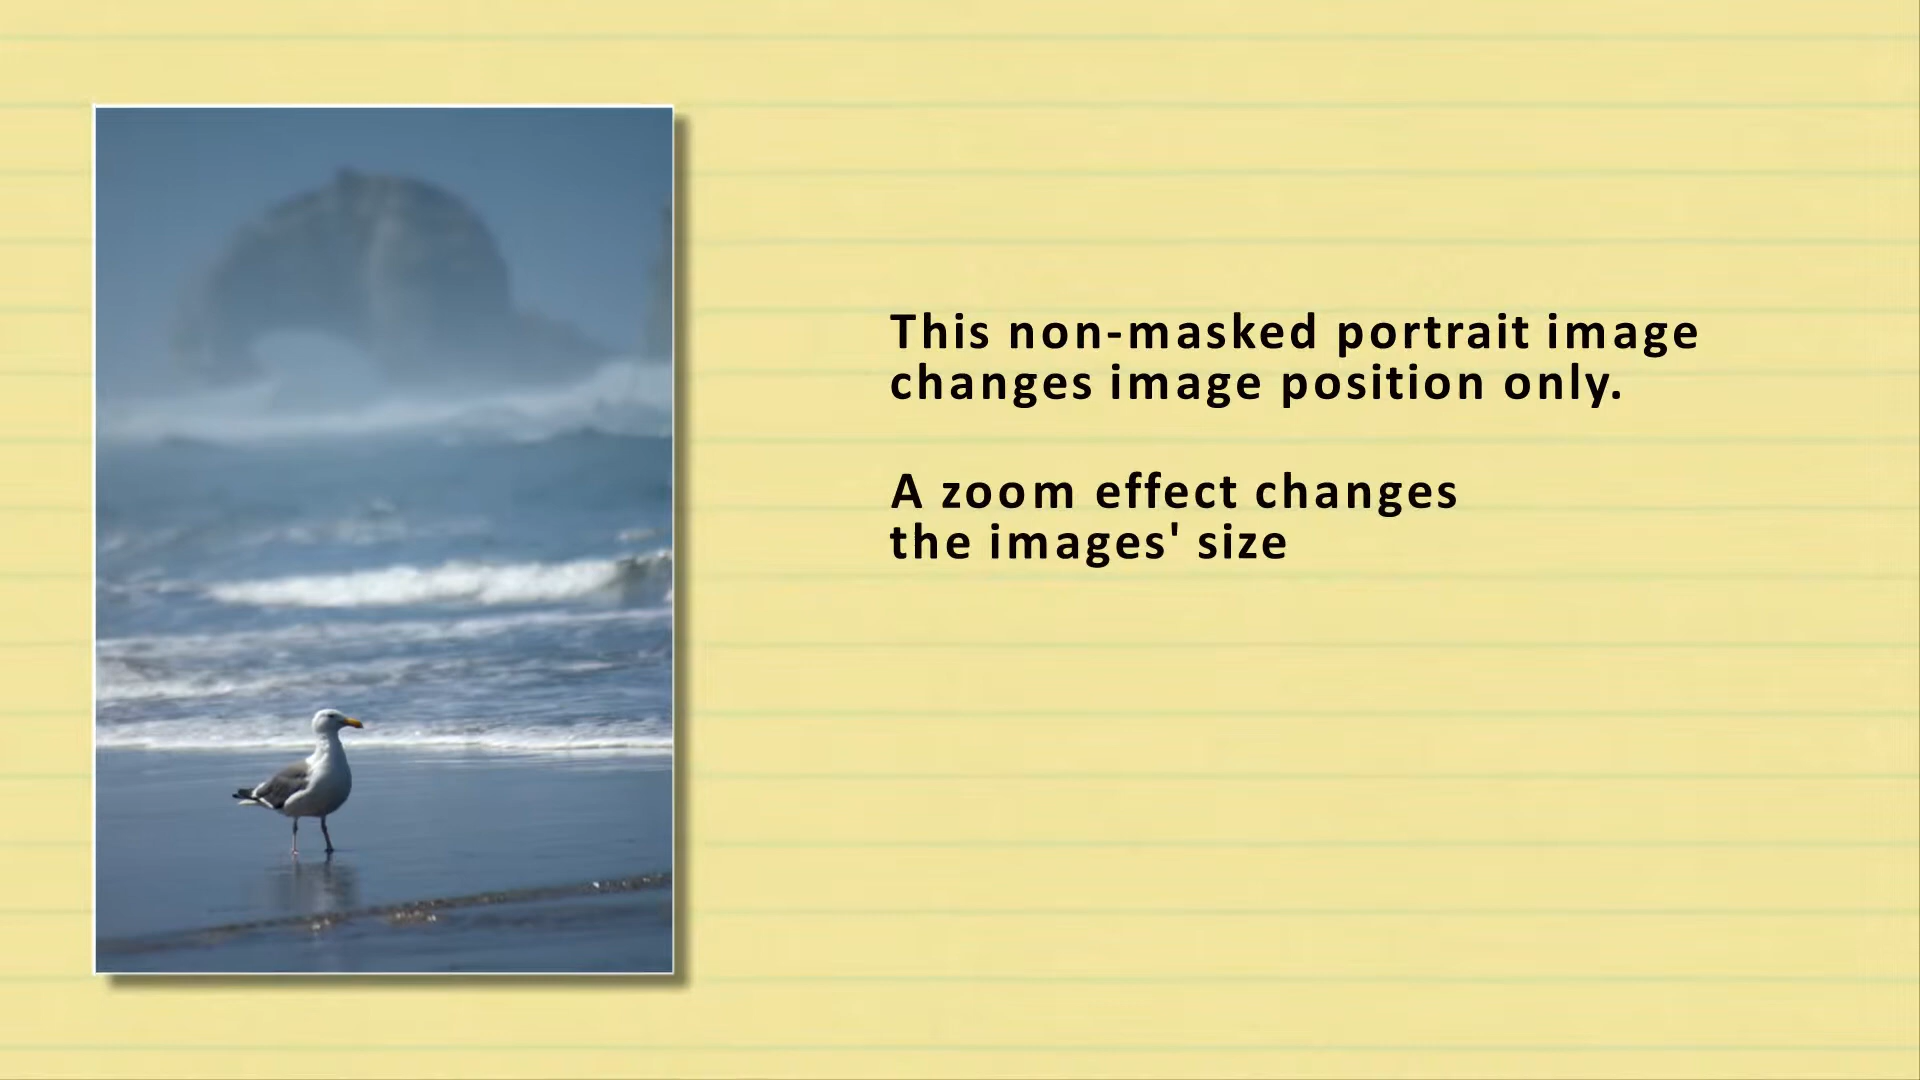 This non-masked portrait image
changes image position only.
A zoom effect changes
the images' size